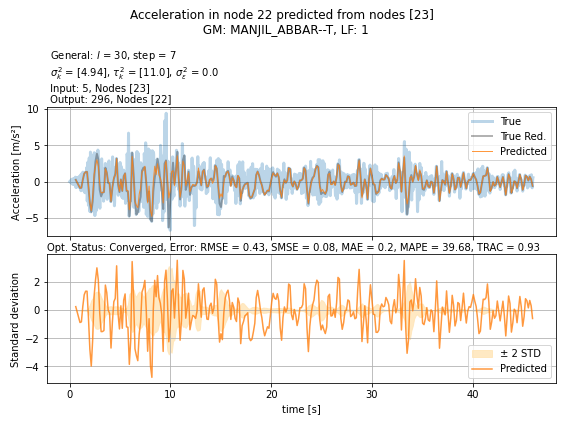 Acceleration in node 22 predicted from nodes [23]
GM: MANJIL_ABBAR--T, LF: 1
General: l = 30, step = 7
σ²ₖ = [4.94], τ²ₖ = [11.0], σ²ε = 0.0
Input: 5, Nodes [23]
Output: 296, Nodes [22]
10
5
0
−5
Acceleration [m/s²]
True
True Red.
Predicted
Opt. Status: Converged, Error: RMSE = 0.43, SMSE = 0.08, MAE = 0.2, MAPE = 39.68, TRAC = 0.93
2
0
−2
−4
Standard deviation
± 2 STD
Predicted
0 10 20 30 40
time [s]